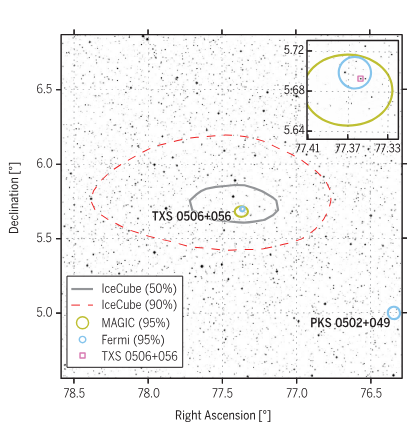 5.72
5.68
5.64
77.41 77.37 77.33
6.5
6.0
5.5
5.0
Declination [°]
TXS 0506+056
PKS 0502+049
IceCube (50%)
IceCube (90%)
MAGIC (95%)
Fermi (95%)
TXS 0506+056
78.5 78.0 77.5 77.0 76.5
Right Ascension [°]